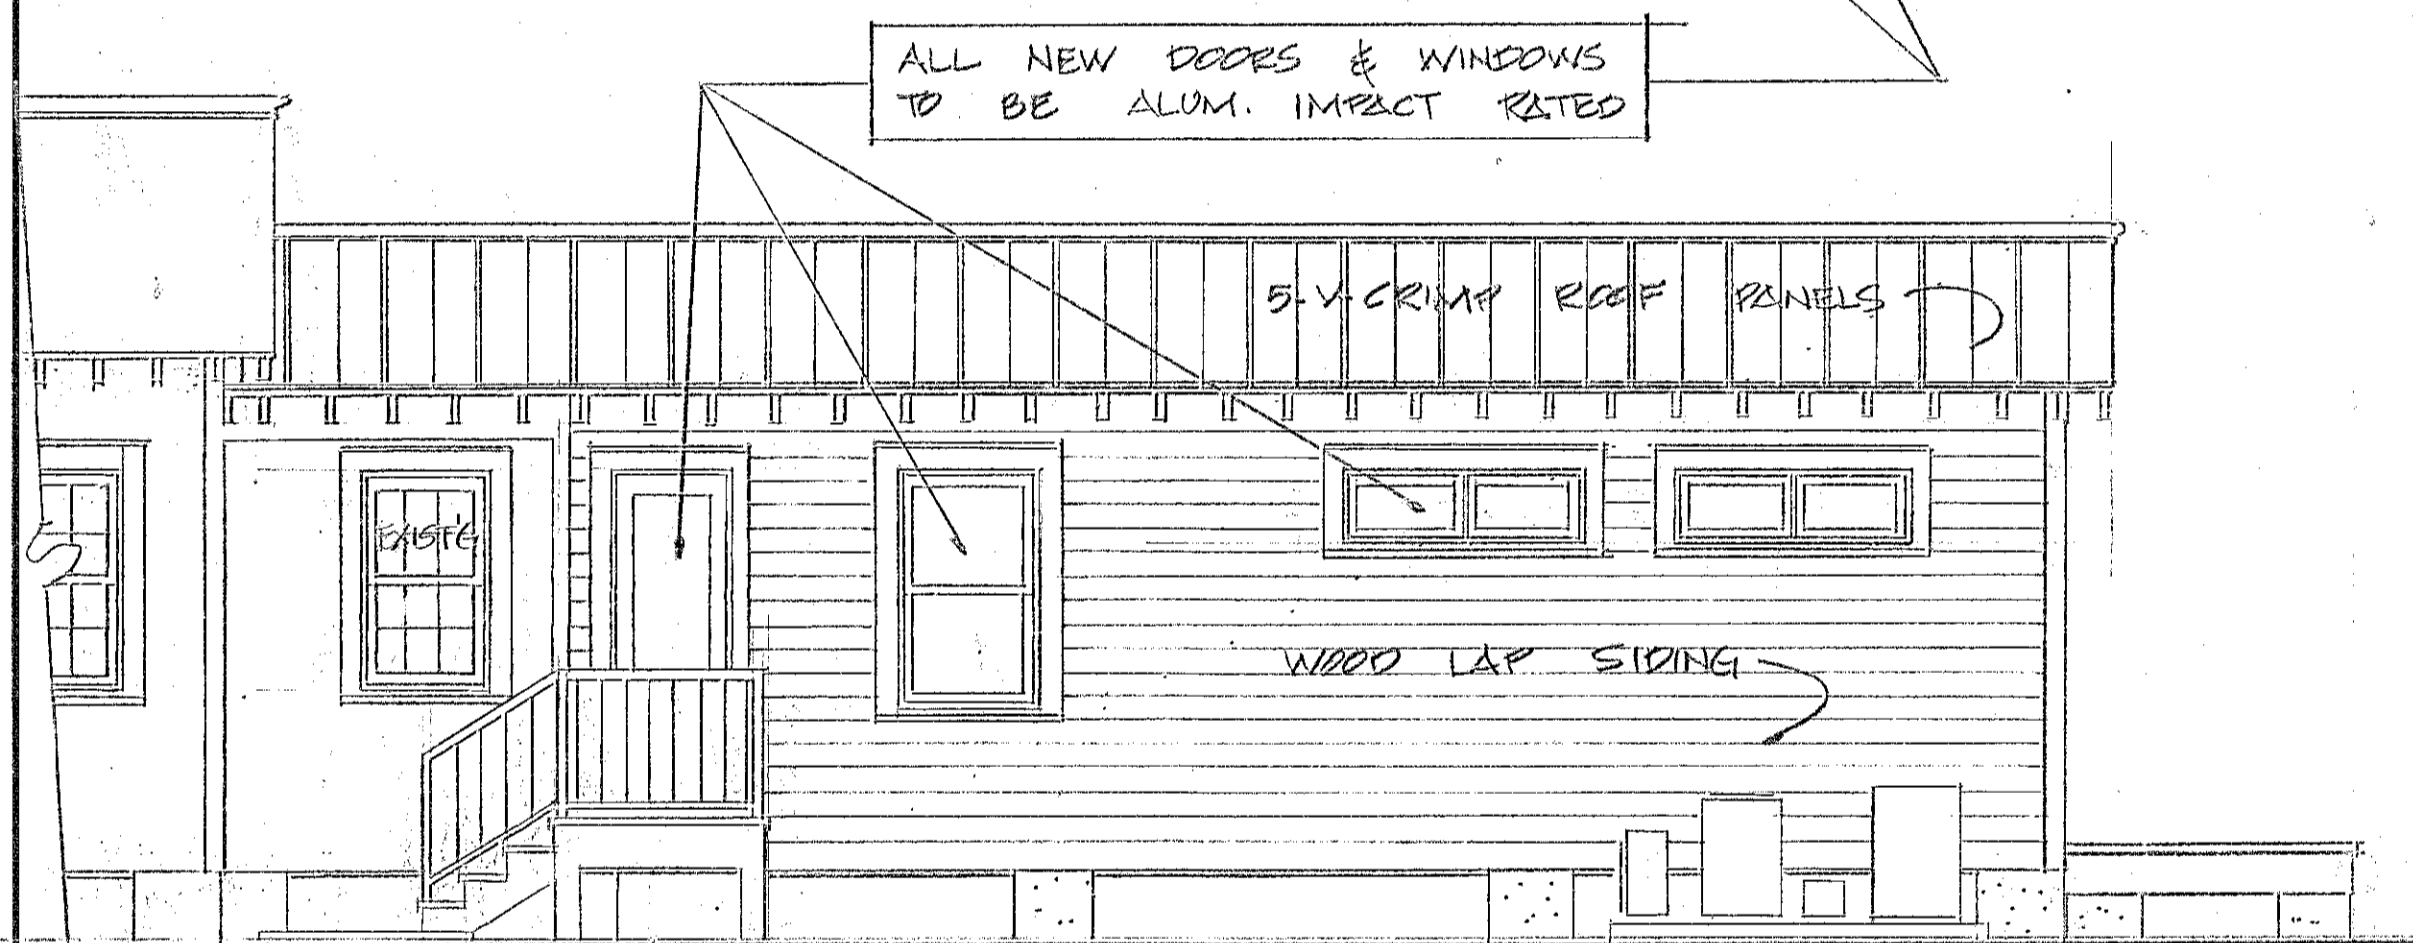 ALL NEW DOORS & WINDOWS
TO BE ALUM. IMPACT RATED
5-V-CRIMP ROOF PANELS
EXIST'G
WOOD LAP SIDING